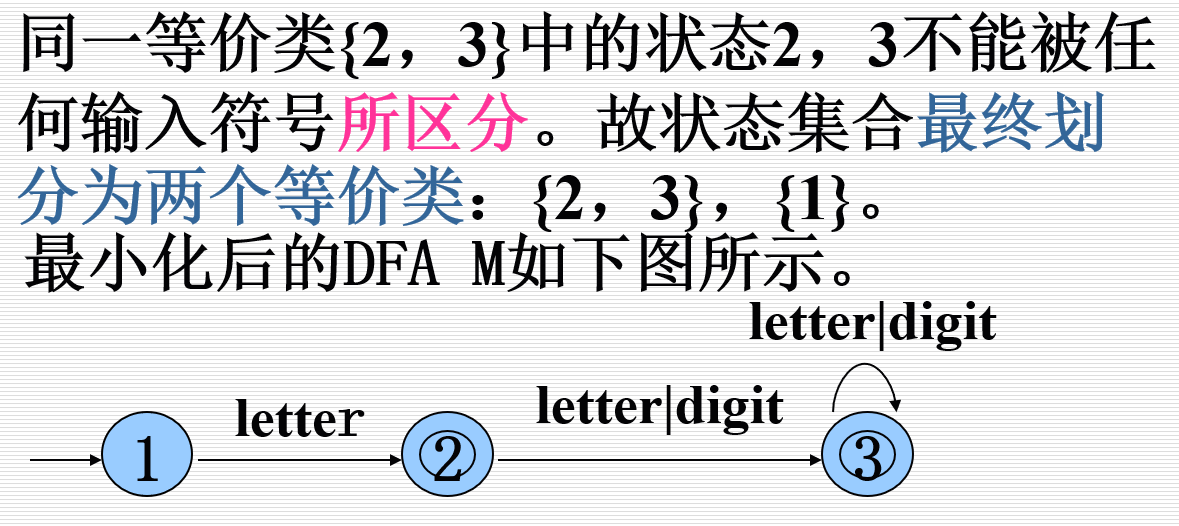 同一等价类{2，3}中的状态2，3不能被任
何输入符号所区分。故状态集合最终划
分为两个等价类：{2，3}，{1}。
最小化后的DFA M如下图所示。
letter|digit
letter
letter|digit
1
2
3